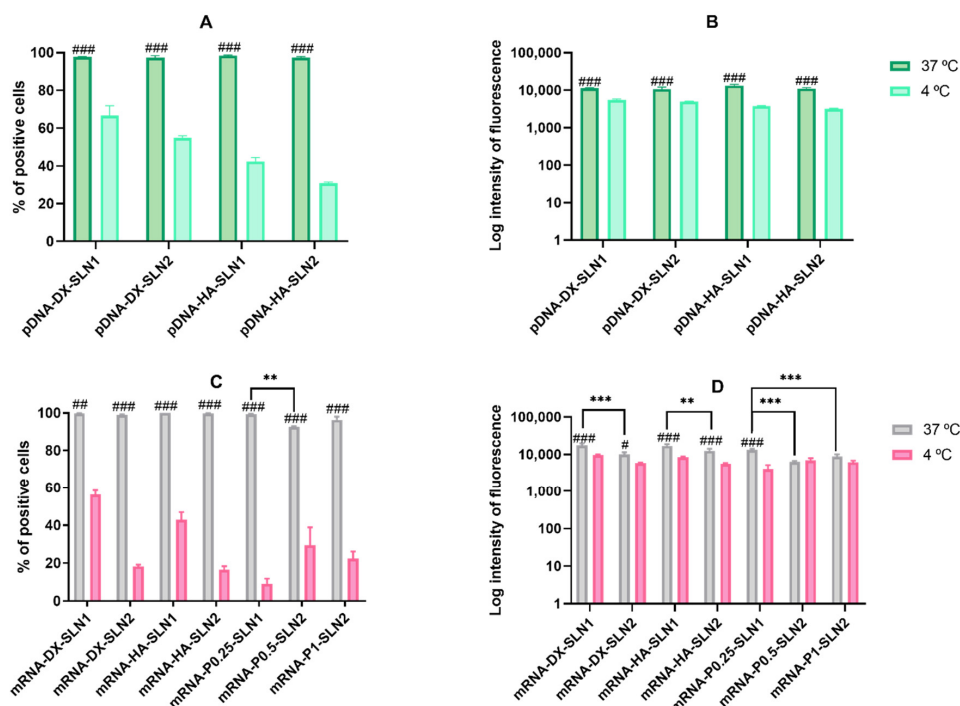 A
% of positive cells
100
80
60
40
20
0
### ### ### ###
pDNA-DX-SLN1
pDNA-DX-SLN2
pDNA-HA-SLN1
pDNA-HA-SLN2
B
Log intensity of fluorescence
100,000
10,000
1,000
100
10
1
### ### ### ###
pDNA-DX-SLN1
pDNA-DX-SLN2
pDNA-HA-SLN1
pDNA-HA-SLN2
37 ºC
4 ºC
C
% of positive cells
100
80
60
40
20
0
**
## ### ### ### ### ### ###
mRNA-DX-SLN1
mRNA-DX-SLN2
mRNA-HA-SLN1
mRNA-HA-SLN2
mRNA-P0.25-SLN1
mRNA-P0.5-SLN2
mRNA-P1-SLN2
D
Log intensity of fluorescence
100,000
10,000
1,000
100
10
1
***
*** ** ***
### # ### ### ###
mRNA-DX-SLN1
mRNA-DX-SLN2
mRNA-HA-SLN1
mRNA-HA-SLN2
mRNA-P0.25-SLN1
mRNA-P0.5-SLN2
mRNA-P1-SLN2
37 ºC
4 ºC